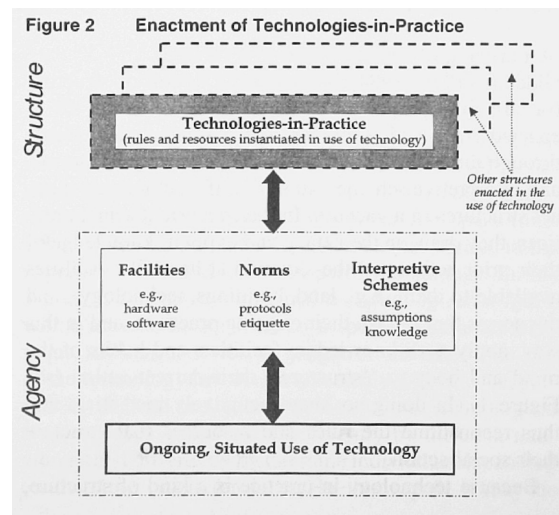 Figure 2 Enactment of Technologies-in-Practice
Structure
Technologies-in-Practice
(rules and resources instantiated in use of technology)
Other structures
enacted in the
use of technology
Agency
Facilities
e.g.,
hardware
software
Norms
e.g.,
protocols
etiquette
Interpretive
Schemes
e.g.,
assumptions
knowledge
Ongoing, Situated Use of Technology